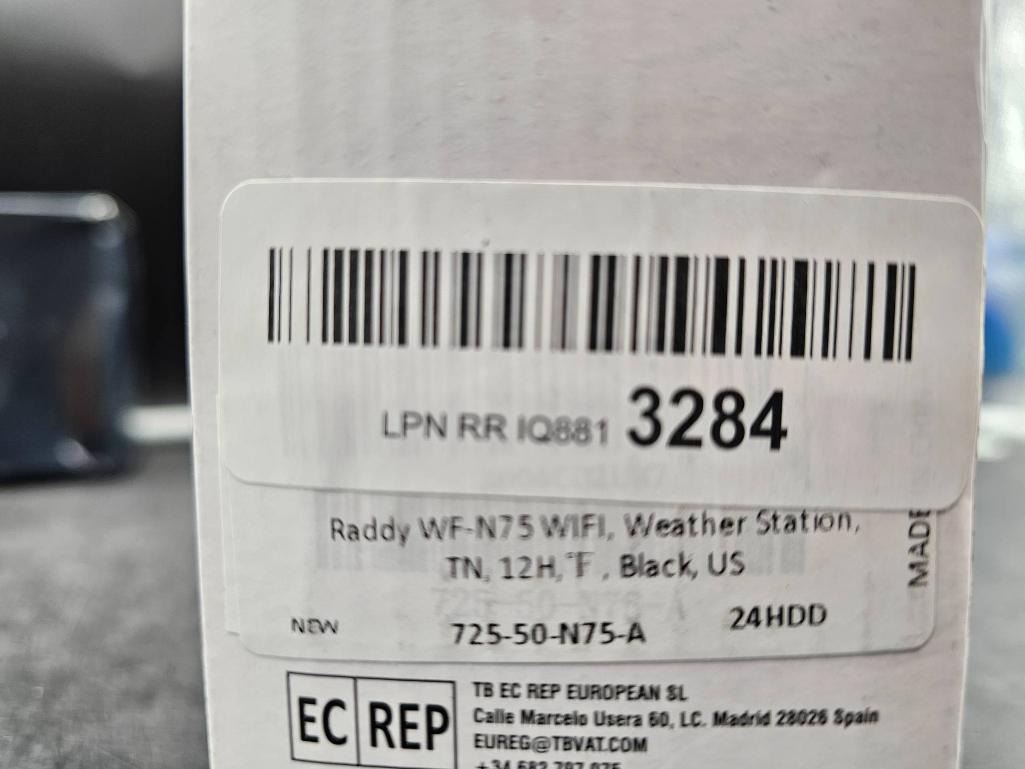 LPN RR IQ881 3284
Raddy WF-N75 WIFI, Weather Station,
TN, 12H,°F , Black, US
MADE
NEW
725-50-N75-A
24HDD
EC REP
TB EC REP EUROPEAN SL
Calle Marcelo Usera 60, LC. Madrid 28026 Spain
EUREG@TBVAT.COM